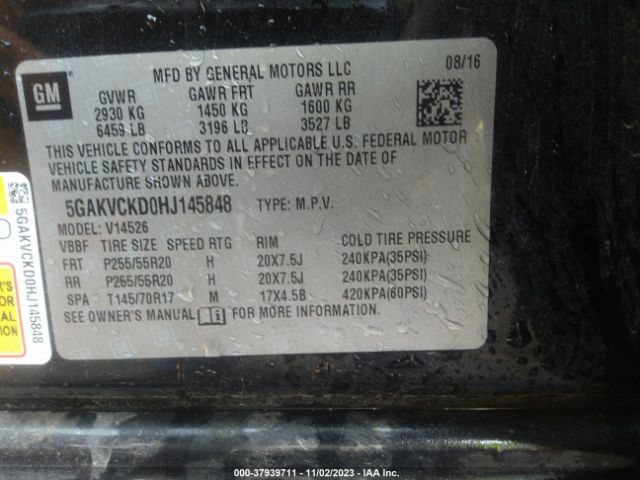 GM
MFD BY GENERAL MOTORS LLC
08/16
GVWR GAWR FRT GAWR RR
2930 KG 1450 KG 1600 KG
6459 LB 3196 LB 3527 LB
THIS VEHICLE CONFORMS TO ALL APPLICABLE U.S. FEDERAL MOTOR
VEHICLE SAFETY STANDARDS IN EFFECT ON THE DATE OF
MANUFACTURE SHOWN ABOVE.
5GAKVCKD0HJ145848 TYPE: M.P.V.
MODEL: V14526
VBBF TIRE SIZE SPEED RTG RIM COLD TIRE PRESSURE
FRT P255/55R20 H 20X7.5J 240KPA(35PSI)
RR P265/55R20 H 20X7.5J 240KPA(35PSI)
SPA T145/70R17 M 17X4.5B 420KPA(60PSI)
SEE OWNER'S MANUAL i FOR MORE INFORMATION.
5GAKVCKD0HJ145848
000-37939711 - 11/02/2023 - IAA Inc.